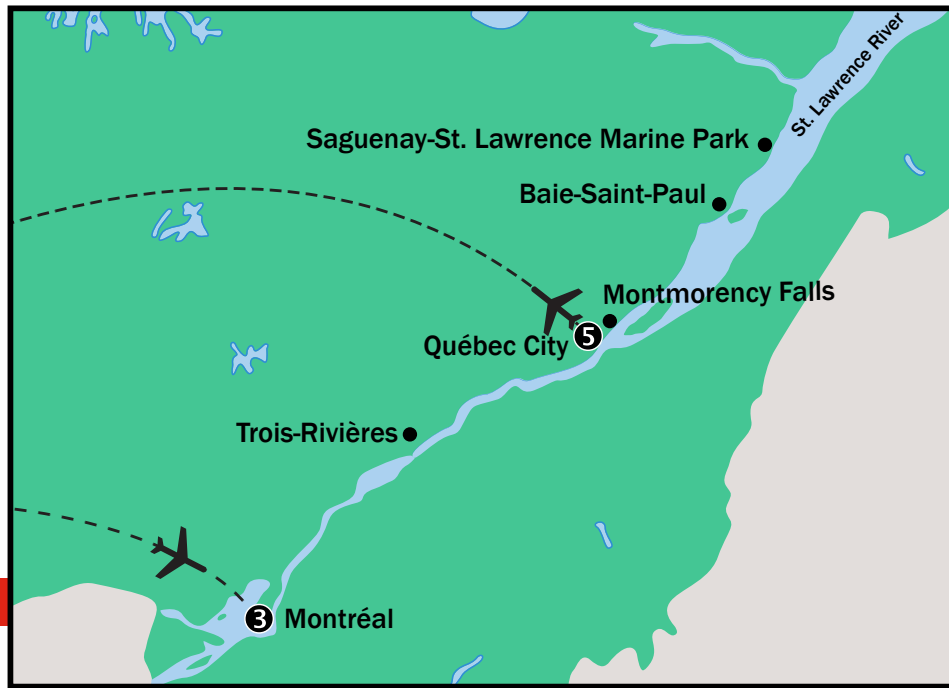 St. Lawrence River
Saguenay-St. Lawrence Marine Park
Baie-Saint-Paul
Montmorency Falls
5
Québec City
Trois-Rivières
3
Montréal